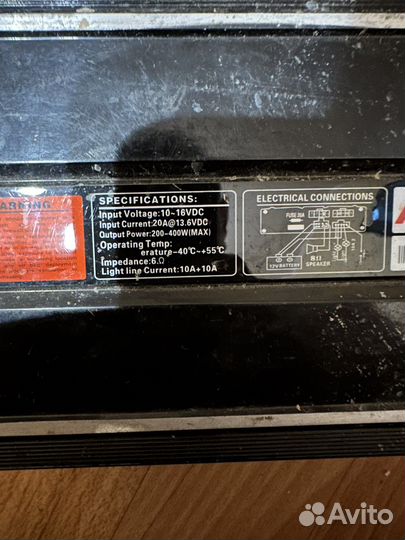 WARNING
SPECIFICATIONS:
Input Voltage:10~16VDC
Input Current:20A@13.6VDC
Output Power:200-400W(MAX)
Operating Temp:
erature-40℃~+55℃
Impedance:6Ω
Light line Current:10A+10A
ELECTRICAL CONNECTIONS
FUSE 20A
12V BATTERY
8Ω
SPEAKER
Avito